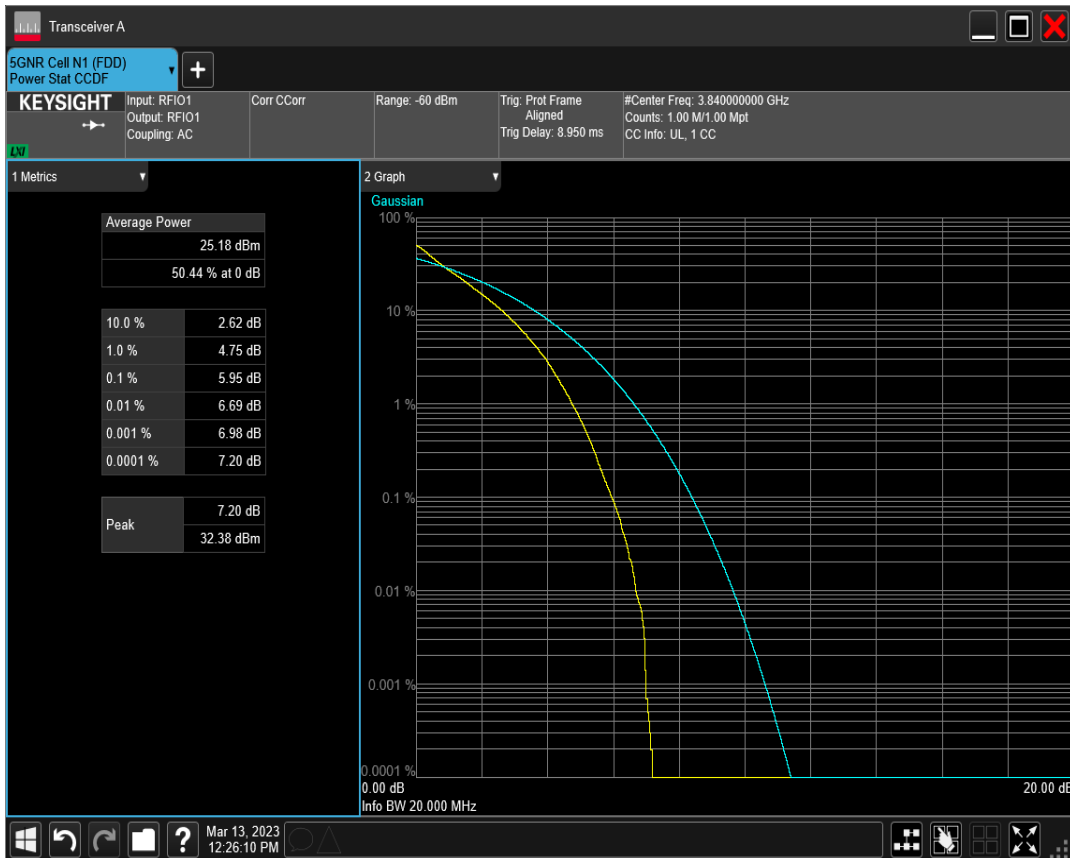 Transceiver A
5GNR Cell N1 (FDD)
Power Stat CCDF
+
KEYSIGHT
LXI
Input: RFIO1
Output: RFIO1
Coupling: AC
Corr CCorr
Range: -60 dBm
Trig: Prot Frame
Aligned
Trig Delay: 8.950 ms
#Center Freq: 3.840000000 GHz
Counts: 1.00 M/1.00 Mpt
CC Info: UL, 1 CC
1 Metrics
Average Power
25.18 dBm
50.44 % at 0 dB
10.0 % 2.62 dB
1.0 % 4.75 dB
0.1 % 5.95 dB
0.01 % 6.69 dB
0.001 % 6.98 dB
0.0001 % 7.20 dB
Peak
7.20 dB
32.38 dBm
2 Graph
Gaussian
100 %
10 %
1 %
0.1 %
0.01 %
0.001 %
0.0001 %
0.00 dB
20.00 dB
Info BW 20.000 MHz
?
Mar 13, 2023
12:26:10 PM